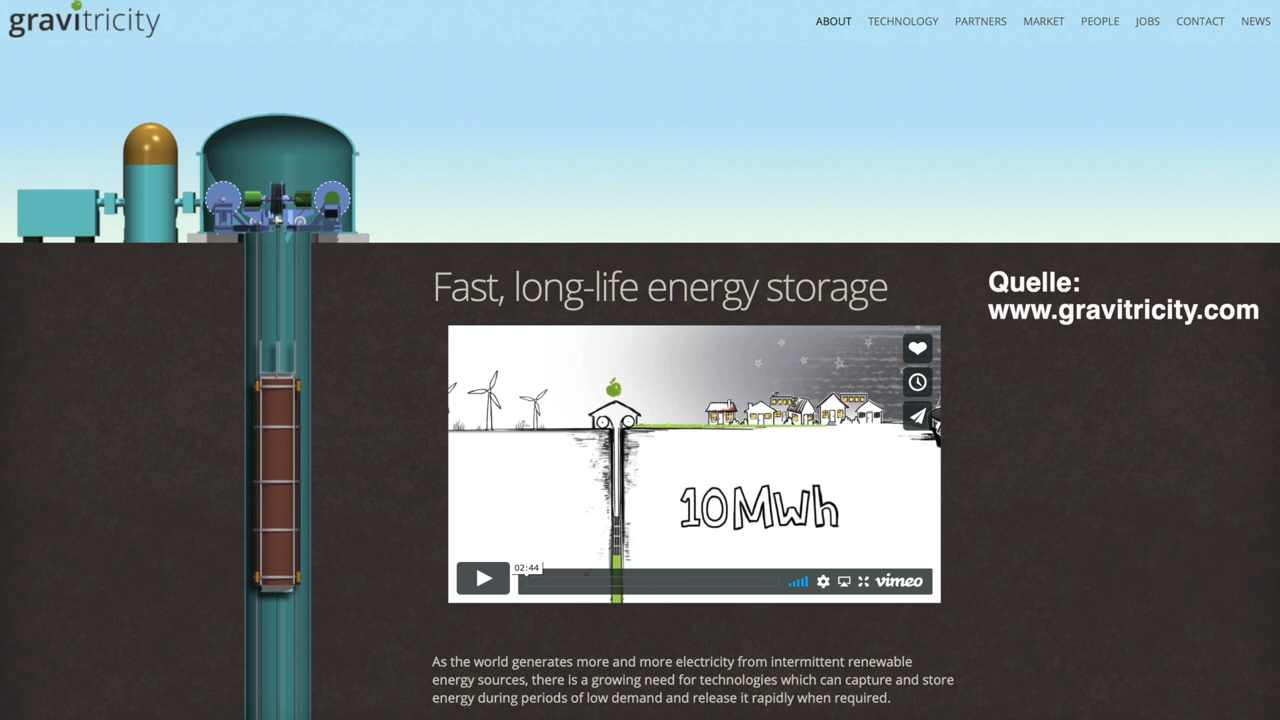 gravitricity
ABOUT TECHNOLOGY PARTNERS MARKET PEOPLE JOBS CONTACT NEWS
Fast, long-life energy storage
Quelle:
www.gravitricity.com
10MWh
02:44
vimeo
As the world generates more and more electricity from intermittent renewable
energy sources, there is a growing need for technologies which can capture and store
energy during periods of low demand and release it rapidly when required.